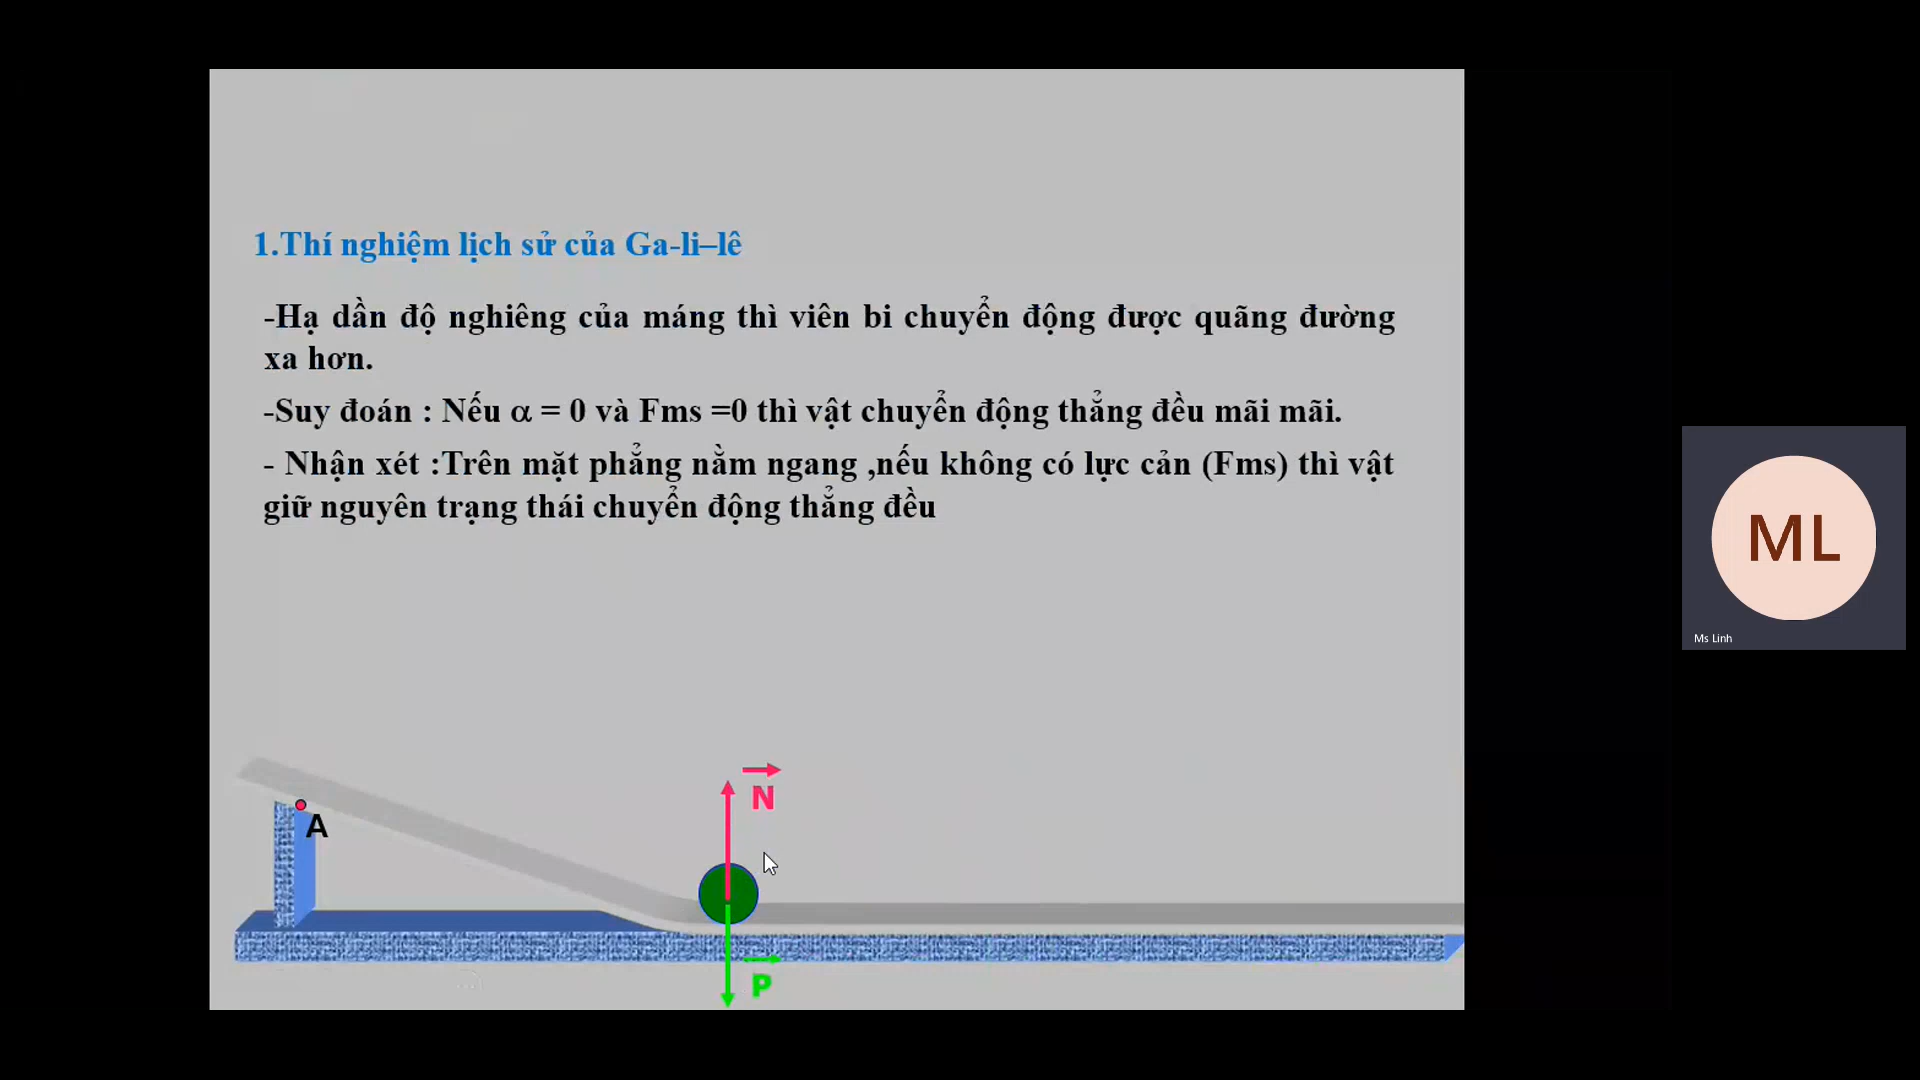 1.Thí nghiệm lịch sử của Ga-li–lê
-Hạ dần độ nghiêng của máng thì viên bi chuyển động được quãng đường
xa hơn.
-Suy đoán : Nếu α = 0 và Fms =0 thì vật chuyển động thẳng đều mãi mãi.
- Nhận xét :Trên mặt phẳng nằm ngang ,nếu không có lực cản (Fms) thì vật
giữ nguyên trạng thái chuyển động thẳng đều
ML
Ms Linh
N
A
P